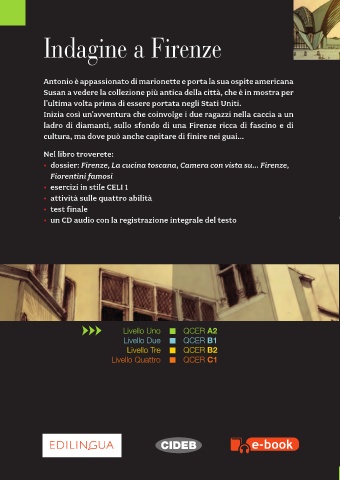 Indagine a Firenze
Antonio è appassionato di marionette e porta la sua ospite americana
Susan a vedere la collezione più antica della città, che è in mostra per
l'ultima volta prima di essere portata negli Stati Uniti.
Inizia così un'avventura che coinvolge i due ragazzi nella caccia a un
ladro di diamanti, sullo sfondo di una Firenze ricca di fascino e di
cultura, ma dove può anche capitare di finire nei guai...
Nel libro troverete:
• dossier: Firenze, La cucina toscana, Camera con vista su... Firenze,
Fiorentini famosi
• esercizi in stile CELI 1
• attività sulle quattro abilità
• test finale
• un CD audio con la registrazione integrale del testo
Livello Uno QCER A2
Livello Due QCER B1
Livello Tre QCER B2
Livello Quattro QCER C1
EDILINGUA CIDEB e-book